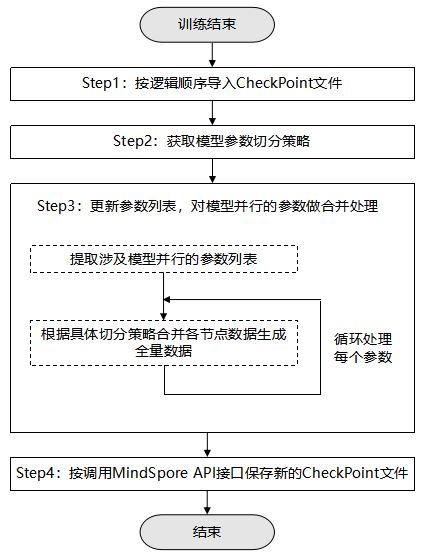 训练结束
Step1：按逻辑顺序导入CheckPoint文件
Step2：获取模型参数切分策略
Step3：更新参数列表，对模型并行的参数做合并处理
提取涉及模型并行的参数列表
根据具体切分策略合并各节点数据生成
全量数据
循环处理
每个参数
Step4：按调用MindSpore API接口保存新的CheckPoint文件
结束